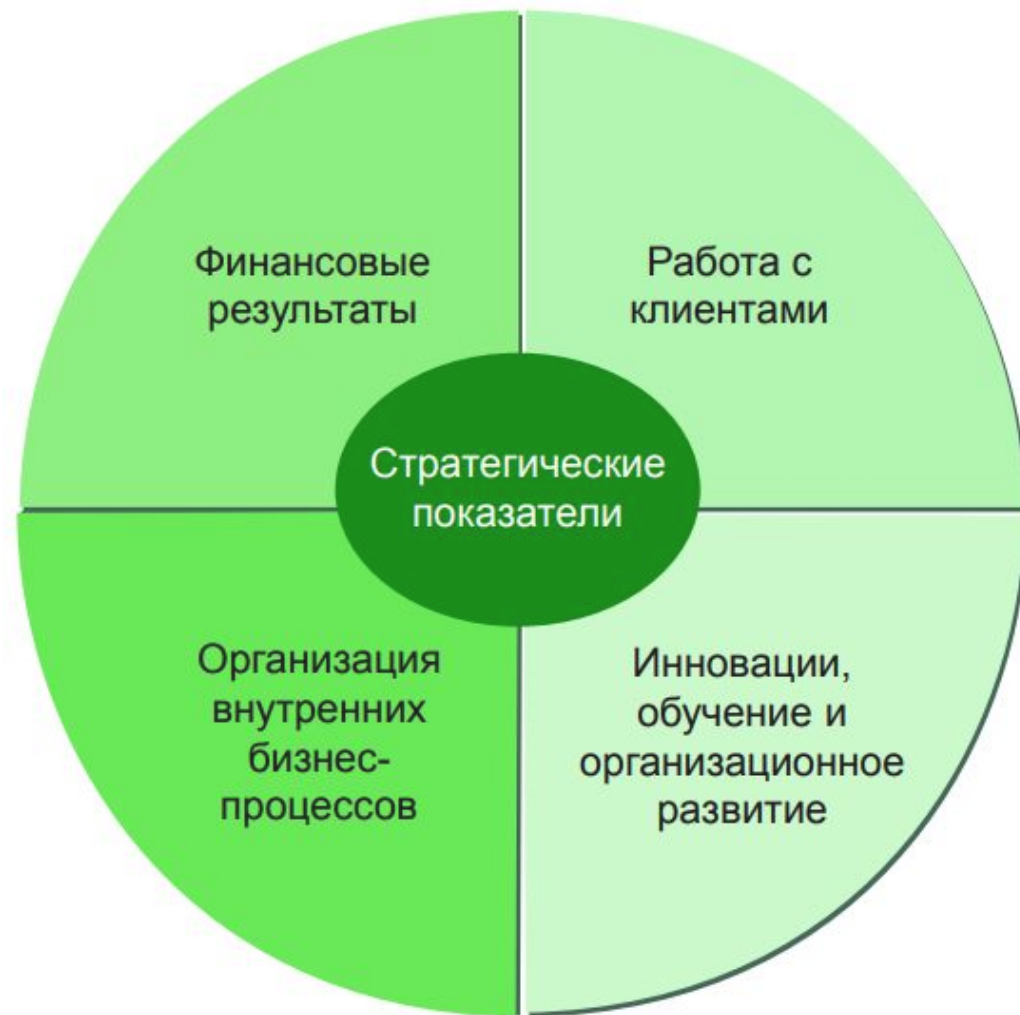 Финансовые
результаты
Работа с
клиентами
Стратегические
показатели
Организация
внутренних
бизнес-
процессов
Инновации,
обучение и
организационное
развитие